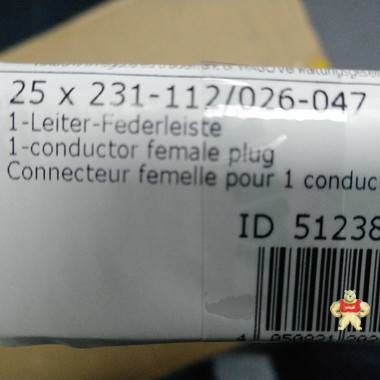 25 x 231-112/026-047
1-Leiter-Federleiste
1-conductor female plug
Connecteur femelle pour 1 conduc
ID 51238